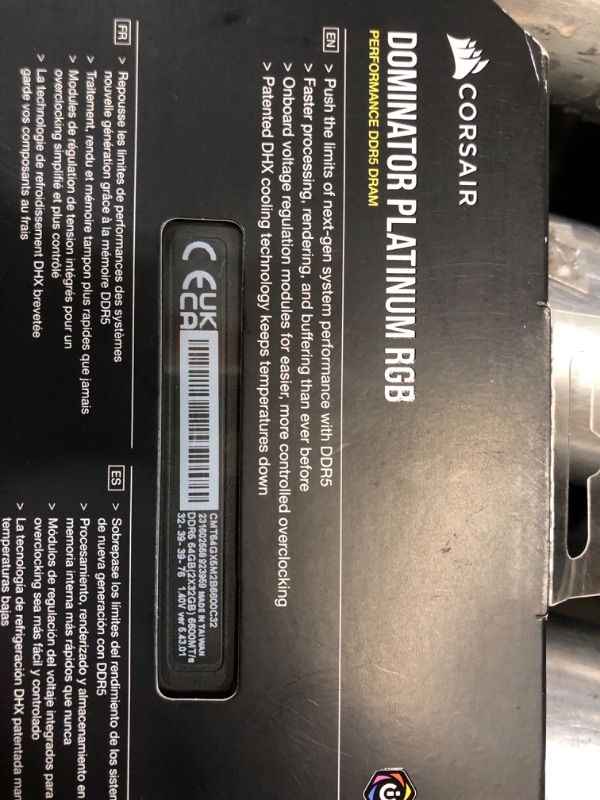 CORSAIR
DOMINATOR PLATINUM RGB
PERFORMANCE DDR5 DRAM
EN
> Push the limits of next-gen system performance with DDR5
> Faster processing, rendering, and buffering than ever before
> Onboard voltage regulation modules for easier, more controlled overclocking
> Patented DHX cooling technology keeps temperatures down
CE UK
CA
CMT64GX5M2B6600C32
231602568 923969 MADE IN TAIWAN
DDR5 64GB(2X32GB) 6600MT/s
32- 39- 39- 76 1.40V ver 5.43.01
FR
> Repousse les limites de performances des systèmes
nouvelle génération grâce à la mémoire DDR5
> Traitement, rendu et mémoire tampon plus rapides que jamais
> Modules de régulation de tension intégrés pour un
overclocking simplifié et plus contrôlé
> La technologie de refroidissement DHX brevetée
garde vos composants au frais
ES
> Sobrepase los límites del rendimiento de los sister
de nueva generación con DDR5
> Procesamiento, renderizado y almacenamiento en
memoria interna más rápidos que nunca
> Módulos de regulación del voltaje integrados para
overclocking sea más fácil y controlado
> La tecnología de refrigeración DHX patentada mar
temperaturas bajas